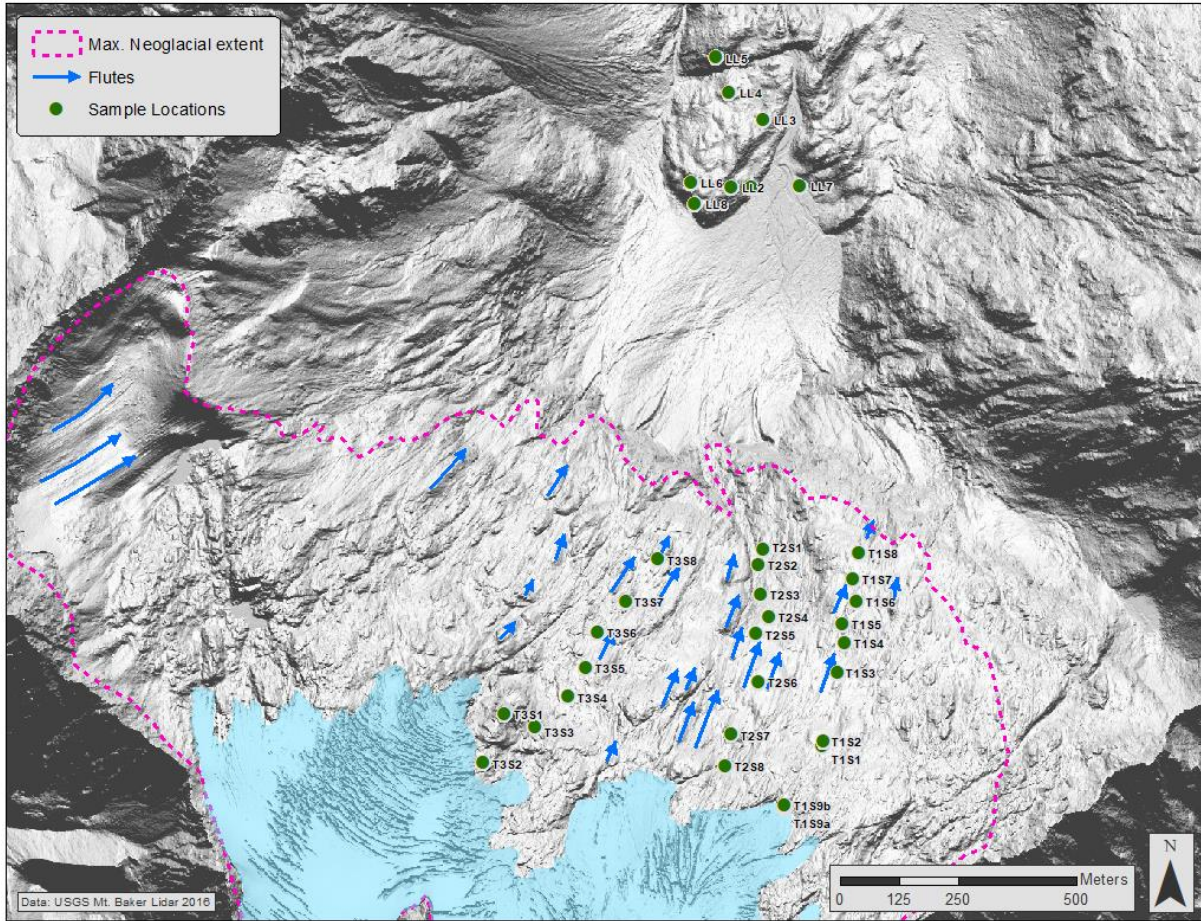 Max. Neoglacial extent
Flutes
Sample Locations
LL5
LL4
LL3
LL6
LL2
LL7
LL8
T2S1
T1S8
T3S8
T2S2
T1S7
T2S3
T3S7
T1S6
T2S4
T1S5
T3S6
T2S5
T1S4
T3S5
T1S3
T2S6
T3S4
T3S1
T3S3
T2S7
T1S2
T1S1
T3S2
T2S8
T1S9b
T1S9a
N
Meters
0 125 250 500
Data: USGS Mt. Baker Lidar 2016